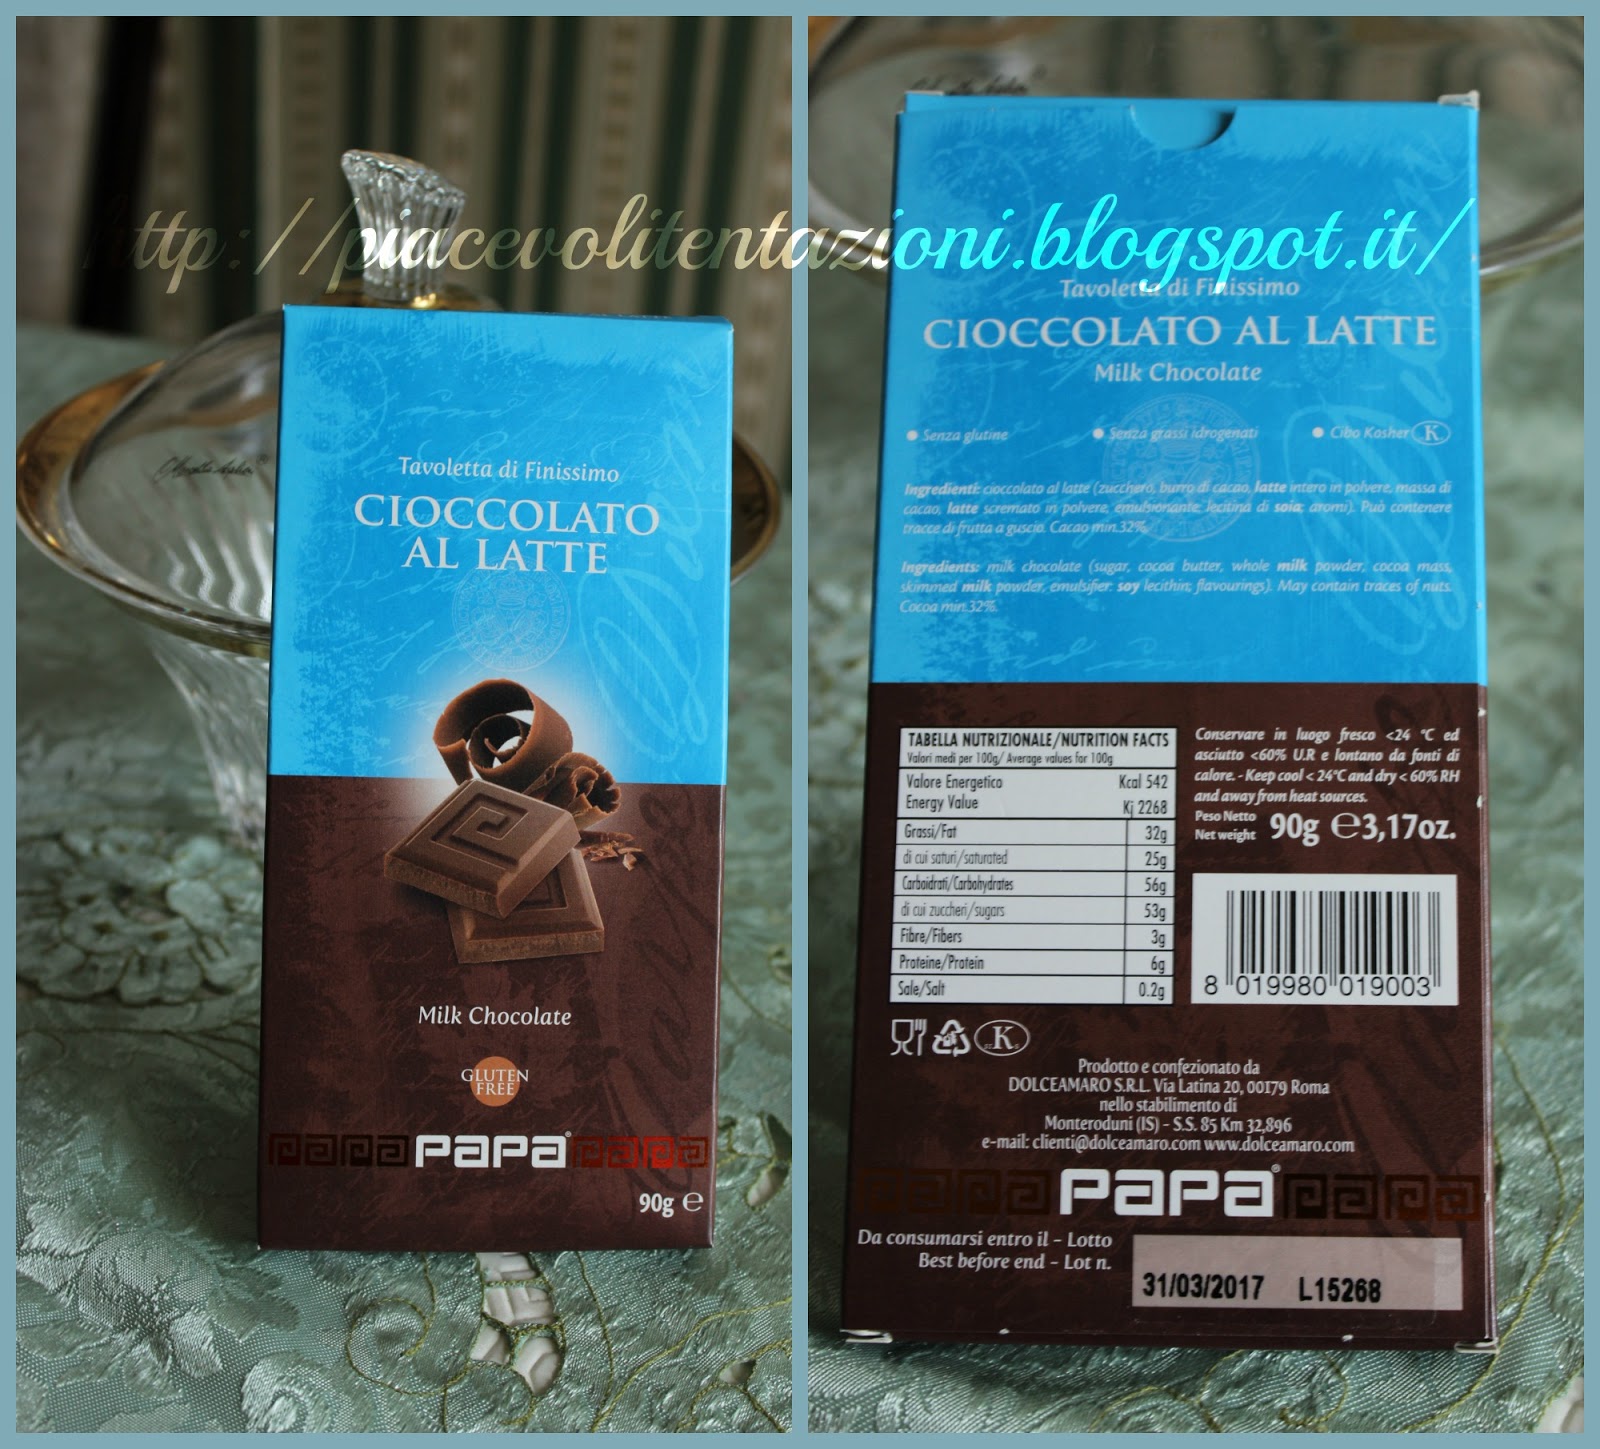 http://piacevolitentazioni.blogspot.it/
Tavoletta di Finissimo
CIOCCOLATO
AL LATTE
Milk Chocolate
GLUTEN
FREE
PAPA PAPA® PAPA
90g ℮
Tavoletta di Finissimo
CIOCCOLATO AL LATTE
Milk Chocolate
● Senza glutine ● Senza grassi idrogenati ● Cibo Kosher K
Ingredienti: cioccolato al latte (zucchero, burro di cacao, latte intero in polvere, massa di
cacao, latte scremato in polvere, emulsionante: lecitina di soia; aromi). Può contenere
tracce di frutta a guscio. Cacao min.32%.
Ingredients: milk chocolate (sugar, cocoa butter, whole milk powder, cocoa mass,
skimmed milk powder, emulsifier: soy lecithin; flavourings). May contain traces of nuts.
Cocoa min.32%.
TABELLA NUTRIZIONALE/NUTRITION FACTS
Valori medi per 100g/ Average values for 100g
Valore Energetico Kcal 542
Energy Value Kj 2268
Grassi/Fat 32g
di cui saturi/saturated 25g
Carboidrati/Carbohydrates 56g
di cui zuccheri/sugars 53g
Fibre/Fibers 3g
Proteine/Protein 6g
Sale/Salt 0.2g
Conservare in luogo fresco <24 °C ed
asciutto <60% U.R e lontano da fonti di
calore. - Keep cool < 24°C and dry < 60% RH
and away from heat sources.
Peso Netto
Net weight 90g ℮ 3,17oz.
8 019980 019003
K
Prodotto e confezionato da
DOLCEAMARO S.R.L. Via Latina 20, 00179 Roma
nello stabilimento di
Monteroduni (IS) - S.S. 85 Km 32,896
e-mail: clienti@dolceamaro.com www.dolceamaro.com
PAPA PAPA® PAPA
Da consumarsi entro il - Lotto
Best before end - Lot n.
31/03/2017 L15268